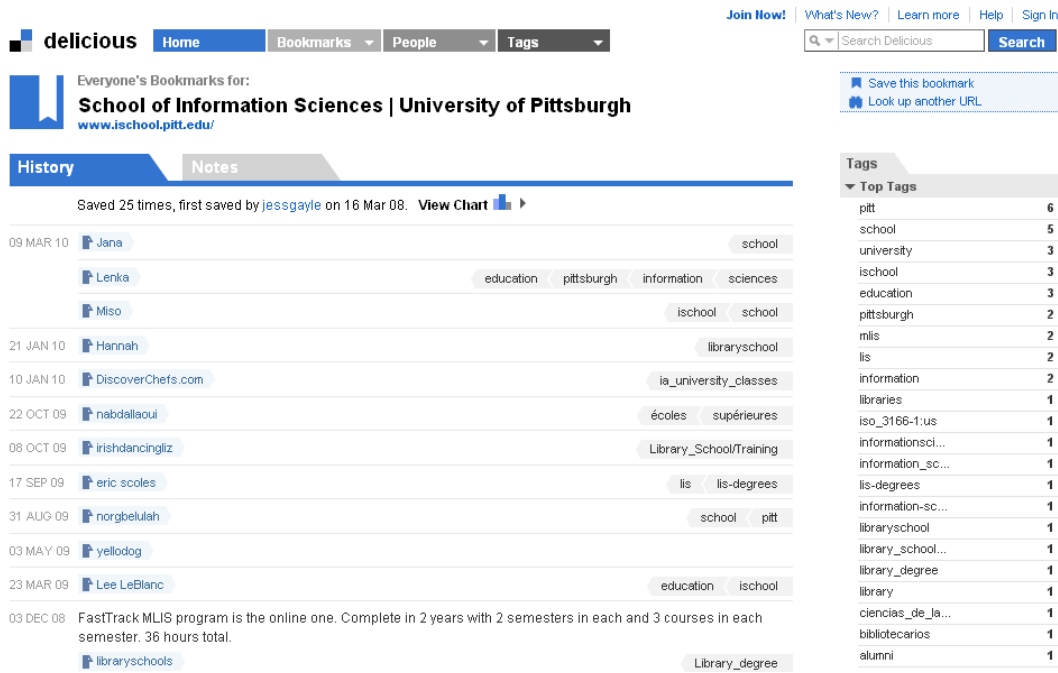 Join Now! What's New? Learn more Help Sign In
delicious Home Bookmarks People Tags Search Delicious Search
Everyone's Bookmarks for:
School of Information Sciences | University of Pittsburgh
www.ischool.pitt.edu/
Save this bookmark
Look up another URL
History Notes
Saved 25 times, first saved by jessgayle on 16 Mar 08. View Chart
09 MAR 10 Jana school
Lenka education pittsburgh information sciences
Miso ischool school
21 JAN 10 Hannah libraryschool
10 JAN 10 DiscoverChefs.com ia_university_classes
22 OCT 09 nabdallaoui écoles supérieures
08 OCT 09 irishdancingliz Library_School/Training
17 SEP 09 eric scoles lis lis-degrees
31 AUG 09 norgbelulah school pitt
03 MAY 09 yellodog
23 MAR 09 Lee LeBlanc education ischool
03 DEC 08 FastTrack MLIS program is the online one. Complete in 2 years with 2 semesters in each and 3 courses in each
semester. 36 hours total.
libraryschools Library_degree
Tags
Top Tags
pitt 6
school 5
university 3
ischool 3
education 3
pittsburgh 2
mlis 2
lis 2
information 2
libraries 1
iso_3166-1:us 1
informationsci... 1
information_sc... 1
lis-degrees 1
information-sc... 1
libraryschool 1
library_school... 1
library_degree 1
library 1
ciencias_de_la... 1
bibliotecarios 1
alumni 1